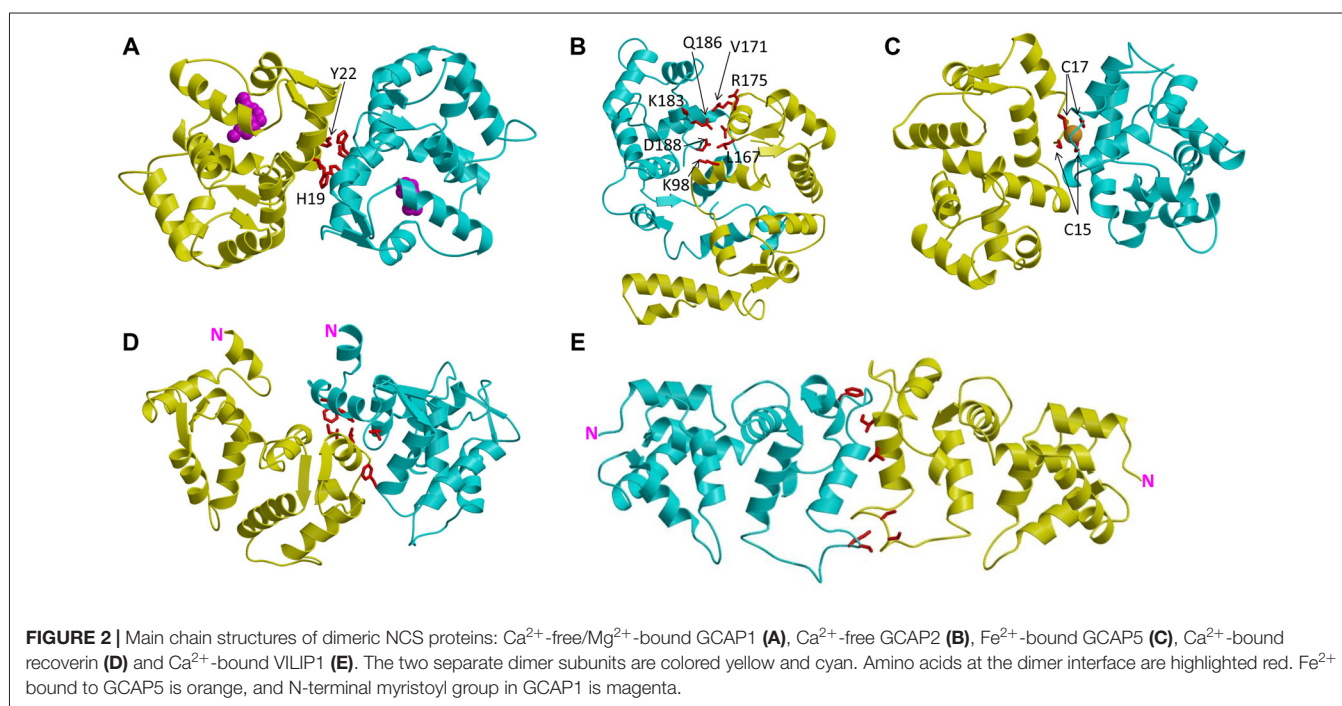 A
Y22
H19
B
Q186
V171
R175
K183
D188
L167
K98
C
C17
C15
D
N
N
E
N
N
FIGURE 2 | Main chain structures of dimeric NCS proteins: Ca2+-free/Mg2+-bound GCAP1 (A), Ca2+-free GCAP2 (B), Fe2+-bound GCAP5 (C), Ca2+-bound
recoverin (D) and Ca2+-bound VILIP1 (E). The two separate dimer subunits are colored yellow and cyan. Amino acids at the dimer interface are highlighted red. Fe2+
bound to GCAP5 is orange, and N-terminal myristoyl group in GCAP1 is magenta.